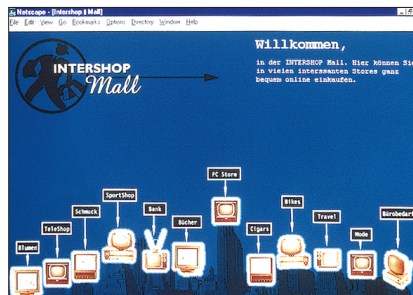 Netscape - [Intershop | Mall]
File Edit View Go Bookmarks Options Directory Window Help
Willkommen,
in der INTERSHOP Mall. Hier können Sie
in vielen interssanten Stores ganz
bequem online einkaufen.
INTERSHOP
Mall
PC Store
SportShop
Bikes
Schmuck
Bank
Travel
Bürobedarf
Bücher
TeleShop
Cigars
Mode
Blumen